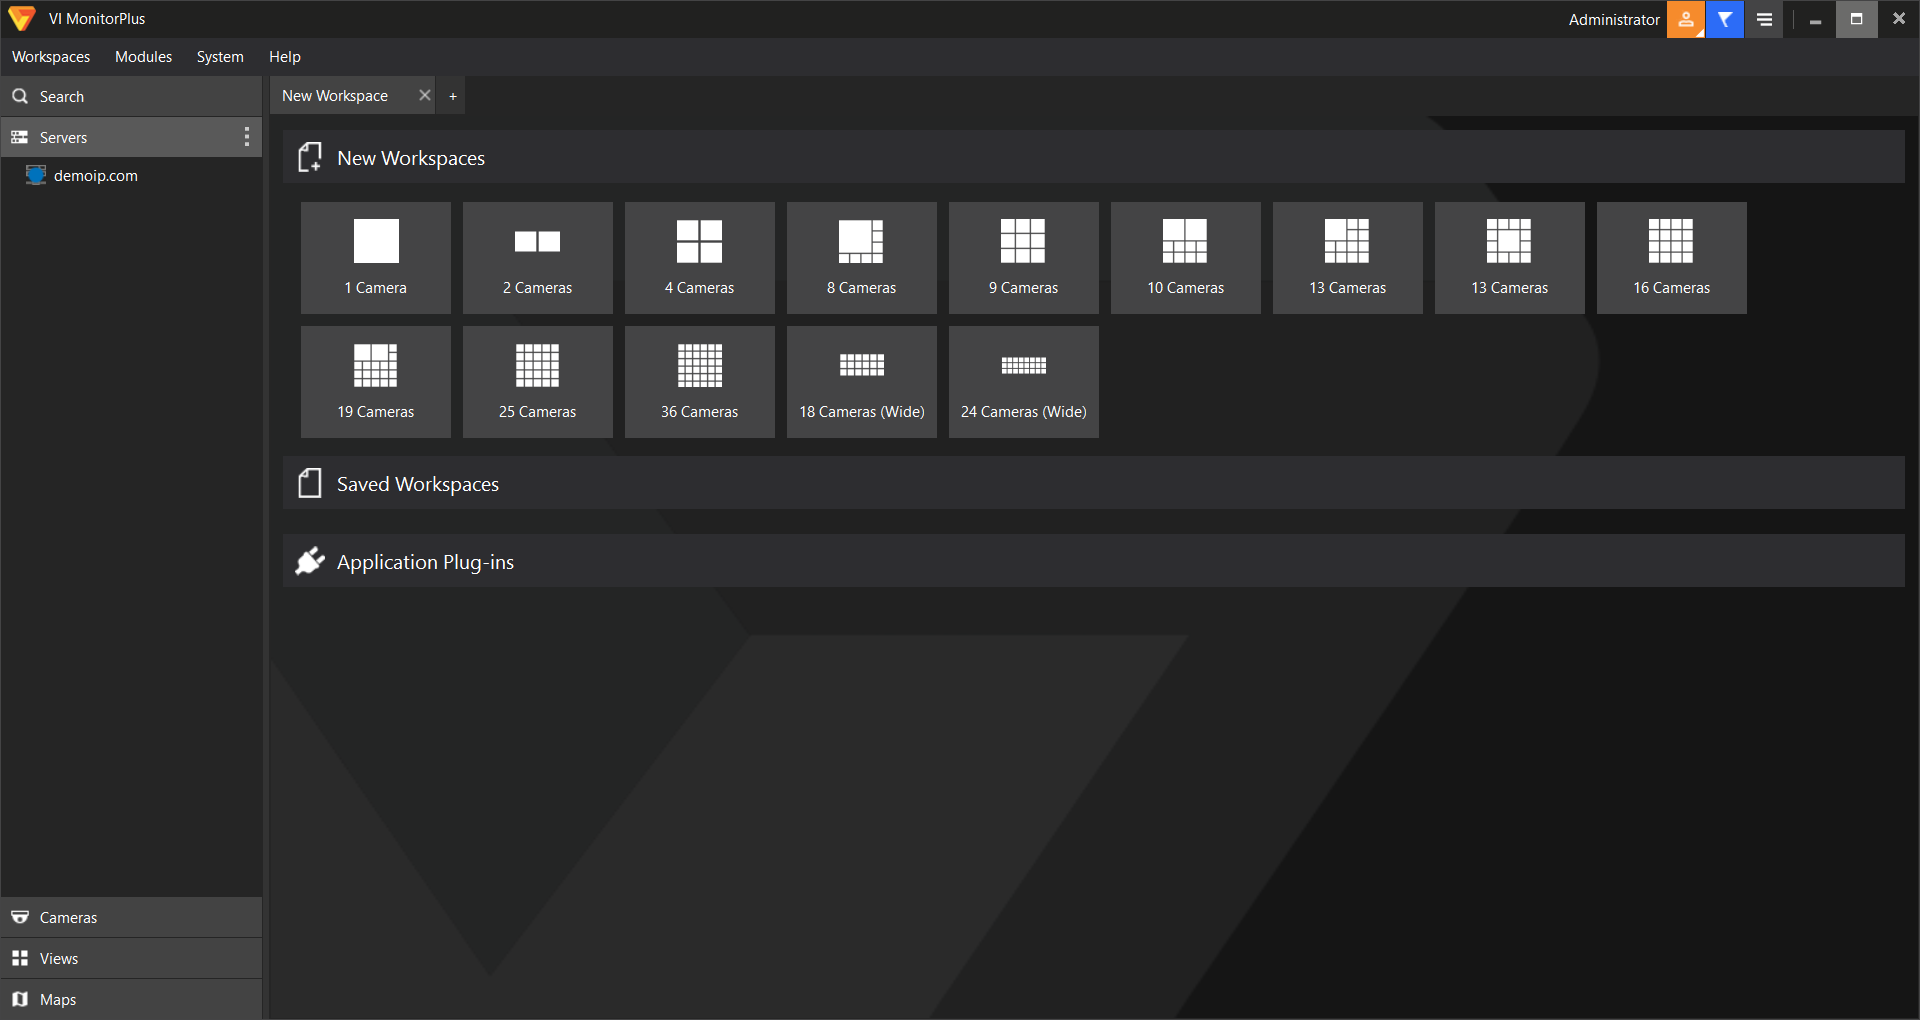 VI MonitorPlus
Administrator
Workspaces Modules System Help
Search
Servers
demoip.com
Cameras
Views
Maps
New Workspace
+
New Workspaces
1 Camera
2 Cameras
4 Cameras
8 Cameras
9 Cameras
10 Cameras
13 Cameras
13 Cameras
16 Cameras
19 Cameras
25 Cameras
36 Cameras
18 Cameras (Wide)
24 Cameras (Wide)
Saved Workspaces
Application Plug-ins